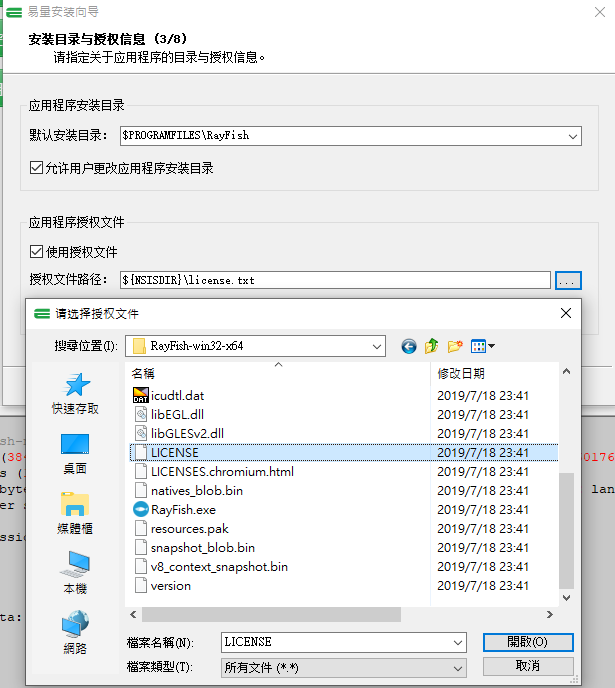 易量安装向导
安装目录与授权信息 (3/8)
请指定关于应用程序的目录与授权信息。
应用程序安装目录
默认安装目录: $PROGRAMFILES\RayFish
允许用户更改应用程序安装目录
应用程序授权文件
使用授权文件
授权文件路径: ${NSISDIR}\license.txt ...
请选择授权文件
搜尋位置(I): RayFish-win32-x64
名稱 修改日期
快速存取
桌面
媒體櫃
本機
網路
icudtl.dat 2019/7/18 23:41
libEGL.dll 2019/7/18 23:41
libGLESv2.dll 2019/7/18 23:41
LICENSE 2019/7/18 23:41
LICENSES.chromium.html 2019/7/18 23:41
natives_blob.bin 2019/7/18 23:41
RayFish.exe 2019/7/18 23:41
resources.pak 2019/7/18 23:41
snapshot_blob.bin 2019/7/18 23:41
v8_context_snapshot.bin 2019/7/18 23:41
version 2019/7/18 23:41
檔案名稱(N): LICENSE 開啟(O)
檔案類型(T): 所有文件 (*.*) 取消